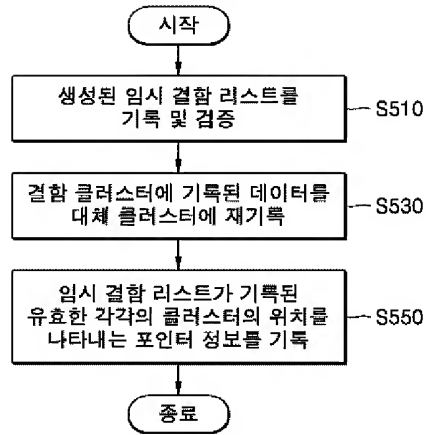 시작
생성된 임시 결함 리스트를
기록 및 검증
S510
결함 클러스터에 기록된 데이터를
대체 클러스터에 재기록
S530
임시 결함 리스트가 기록된
유효한 각각의 클러스터의 위치를
나타내는 포인터 정보를 기록
S550
종료